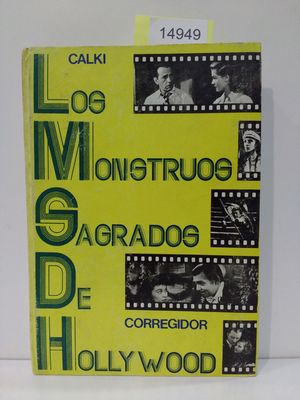 14949
CALKI
LOS
MONSTRUOS
SAGRADOS
DE
CORREGIDOR
HOLLYWOOD